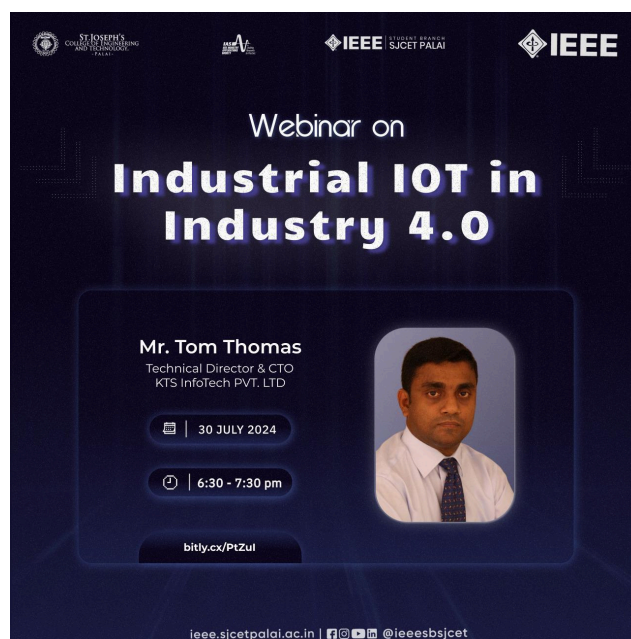 ST.JOSEPH'S
COLLEGE OF ENGINEERING
AND TECHNOLOGY,
- PALAI -
IAS
IEEE STUDENT BRANCH
SJCET PALAI
IEEE
Webinar on
Industrial IOT in
Industry 4.0
Mr. Tom Thomas
Technical Director & CTO
KTS InfoTech PVT. LTD
30 JULY 2024
6:30 - 7:30 pm
bitly.cx/PtZuI
ieee.sjcetpalai.ac.in | @ieeesbsjcet